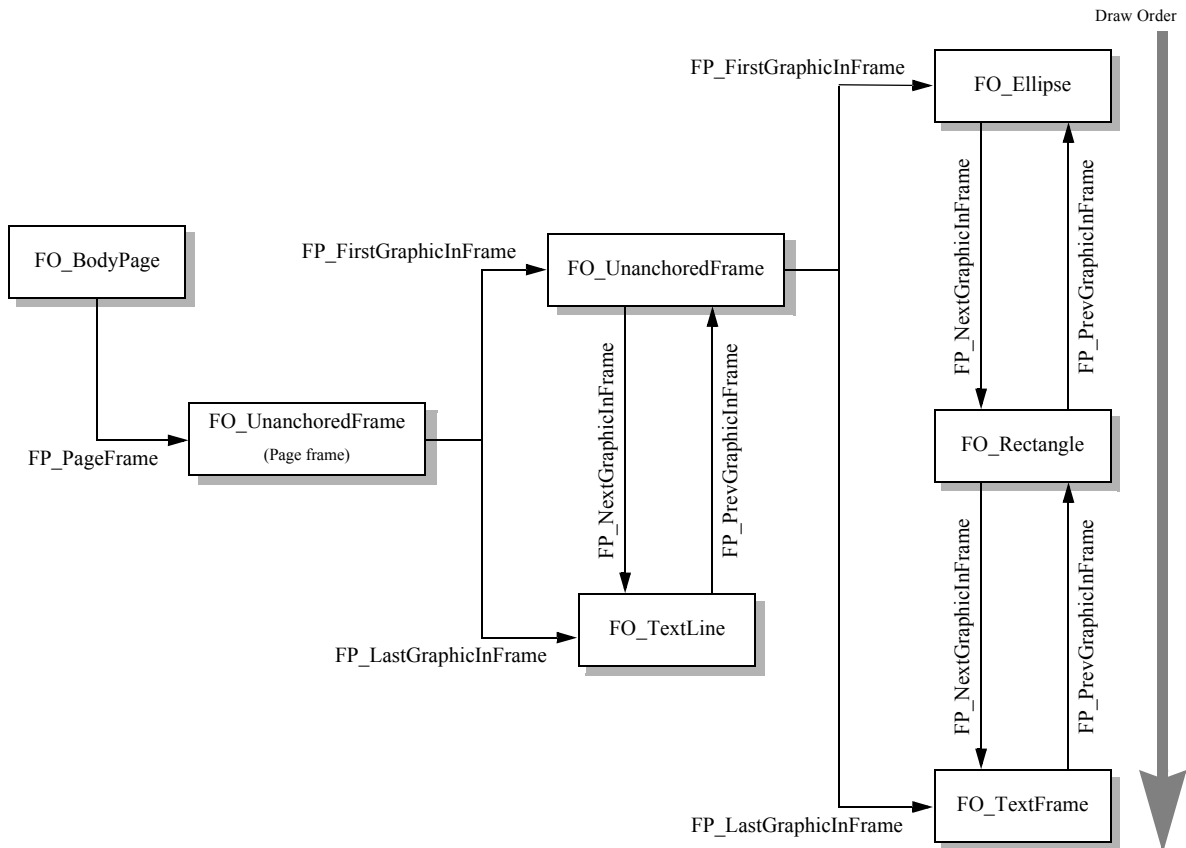 Draw Order
FP_FirstGraphicInFrame
FO_Ellipse
FP_NextGraphicInFrame
FP_PrevGraphicInFrame
FO_BodyPage
FP_FirstGraphicInFrame
FO_UnanchoredFrame
FP_PageFrame
FO_UnanchoredFrame
(Page frame)
FP_NextGraphicInFrame
FP_PrevGraphicInFrame
FO_Rectangle
FP_LastGraphicInFrame
FO_TextLine
FP_NextGraphicInFrame
FP_PrevGraphicInFrame
FP_LastGraphicInFrame
FO_TextFrame